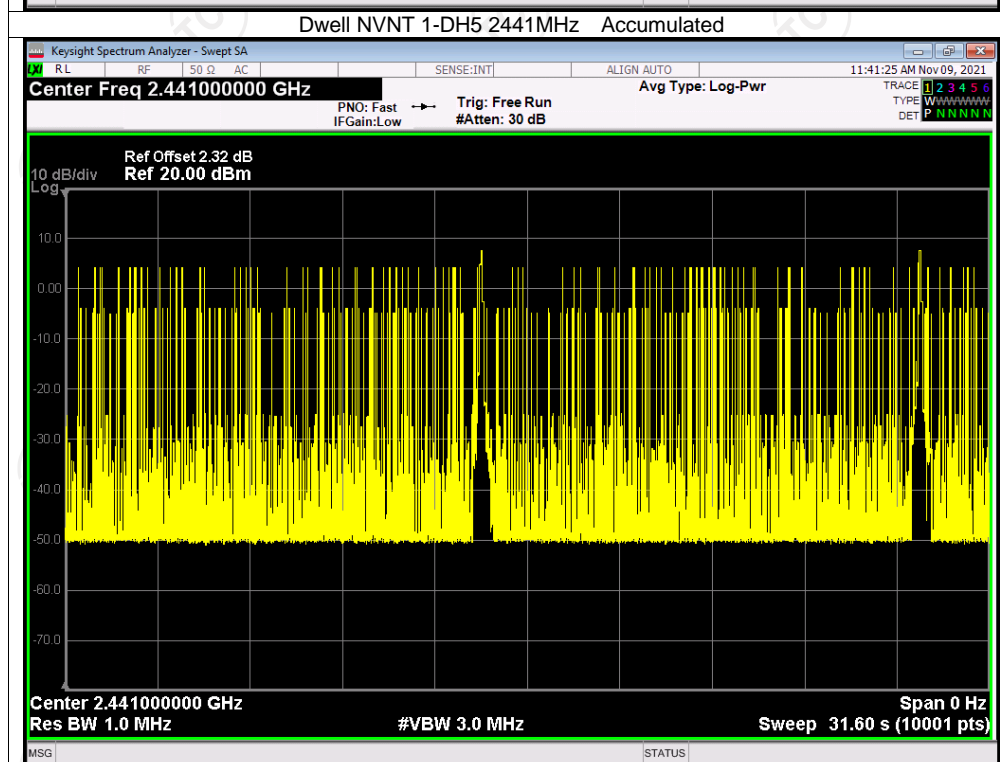 Dwell NVNT 1-DH5 2441MHz Accumulated
Keysight Spectrum Analyzer - Swept SA
LXI RL RF 50 Ω AC SENSE:INT ALIGN AUTO 11:41:25 AM Nov 09, 2021
Center Freq 2.441000000 GHz Avg Type: Log-Pwr TRACE 1 2 3 4 5 6
PNO: Fast Trig: Free Run TYPE WWWWWW
IFGain:Low #Atten: 30 dB DET P N N N N N
Ref Offset 2.32 dB
10 dB/div Ref 20.00 dBm
Log
10.0
0.00
-10.0
-20.0
-30.0
-40.0
-50.0
-60.0
-70.0
Center 2.441000000 GHz Span 0 Hz
Res BW 1.0 MHz #VBW 3.0 MHz Sweep 31.60 s (10001 pts)
MSG STATUS